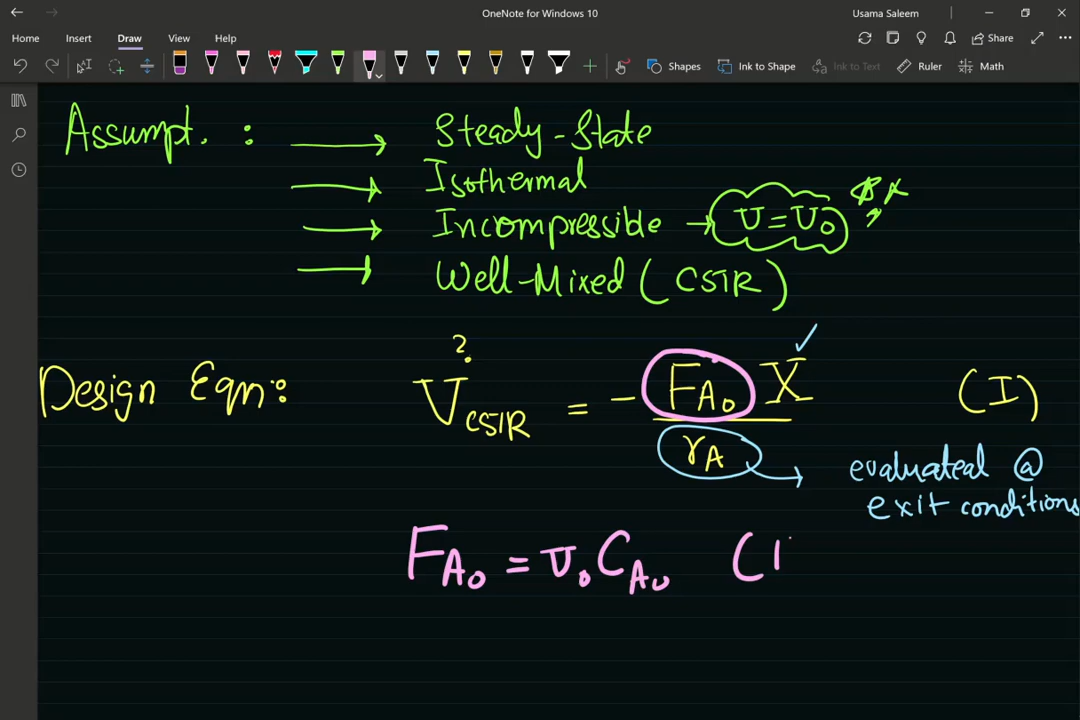 OneNote for Windows 10
Usama Saleem
Home Insert Draw View Help
Share
Shapes Ink to Shape Ink to Text Ruler Math
Assumpt. : → Steady-State
→ Isothermal
→ Incompressible → υ = υ₀
→ Well-Mixed (CSTR)
?
Design Eqn: V_CSTR = - F_A₀ X / r_A (I)
evaluated @
exit conditions
F_A₀ = υ₀ C_A₀ (I